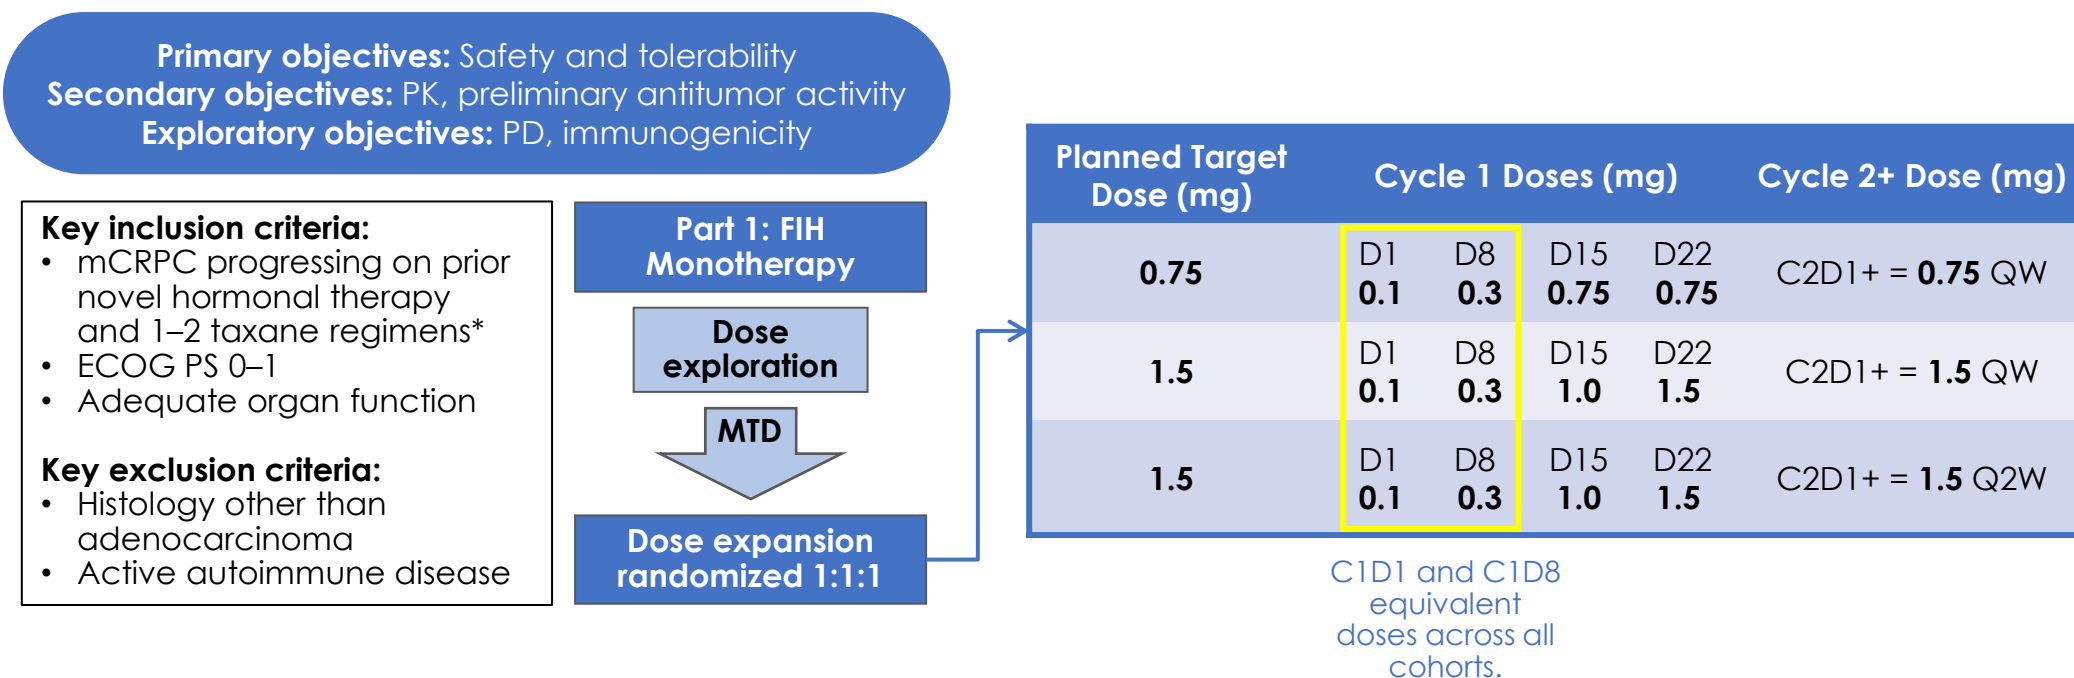 Primary objectives: Safety and tolerability
Secondary objectives: PK, preliminary antitumor activity
Exploratory objectives: PD, immunogenicity
Key inclusion criteria:
• mCRPC progressing on prior
novel hormonal therapy
and 1–2 taxane regimens*
• ECOG PS 0–1
• Adequate organ function
Key exclusion criteria:
• Histology other than
adenocarcinoma
• Active autoimmune disease
Part 1: FIH
Monotherapy
Dose
exploration
MTD
Dose expansion
randomized 1:1:1
Planned Target
Dose (mg)
Cycle 1 Doses (mg)
Cycle 2+ Dose (mg)
0.75
D1 D8 D15 D22
0.1 0.3 0.75 0.75
C2D1+ = 0.75 QW
1.5
D1 D8 D15 D22
0.1 0.3 1.0 1.5
C2D1+ = 1.5 QW
1.5
D1 D8 D15 D22
0.1 0.3 1.0 1.5
C2D1+ = 1.5 Q2W
C1D1 and C1D8
equivalent
doses across all
cohorts.